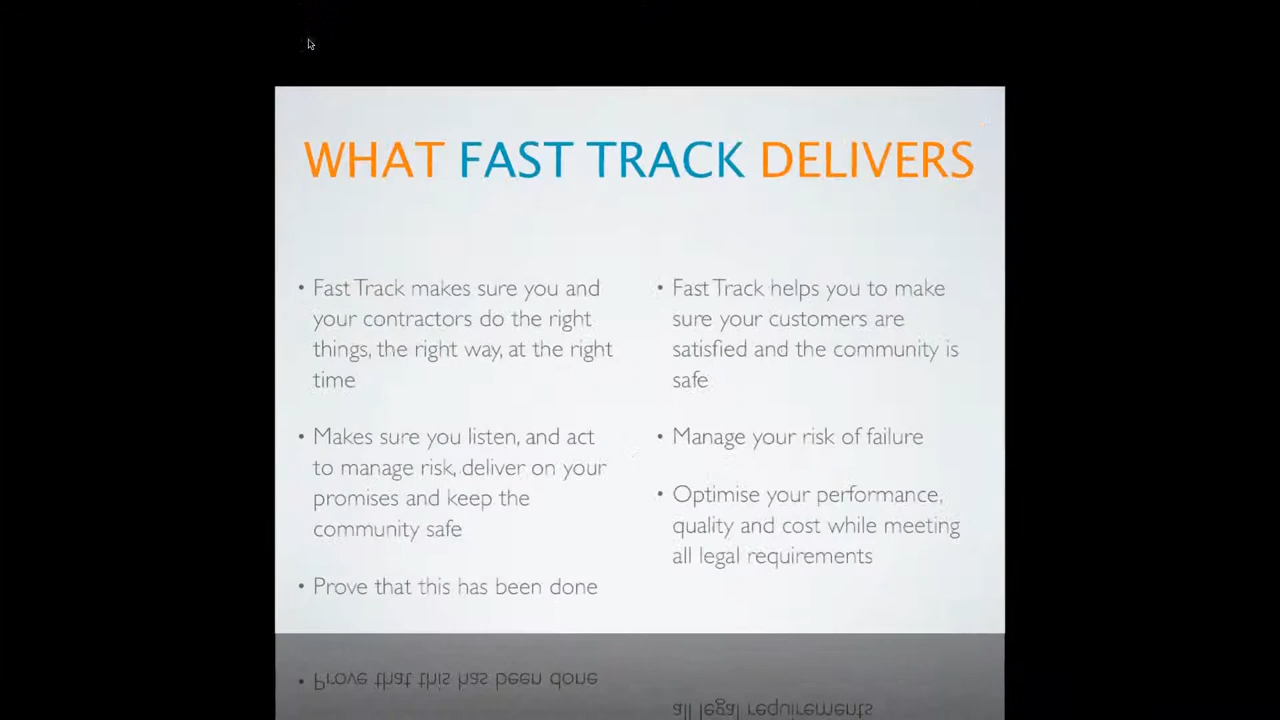 WHAT FAST TRACK DELIVERS
• Fast Track makes sure you and
your contractors do the right
things, the right way, at the right
time
• Makes sure you listen, and act
to manage risk, deliver on your
promises and keep the
community safe
• Prove that this has been done
• Fast Track helps you to make
sure your customers are
satisfied and the community is
safe
• Manage your risk of failure
• Optimise your performance,
quality and cost while meeting
all legal requirements